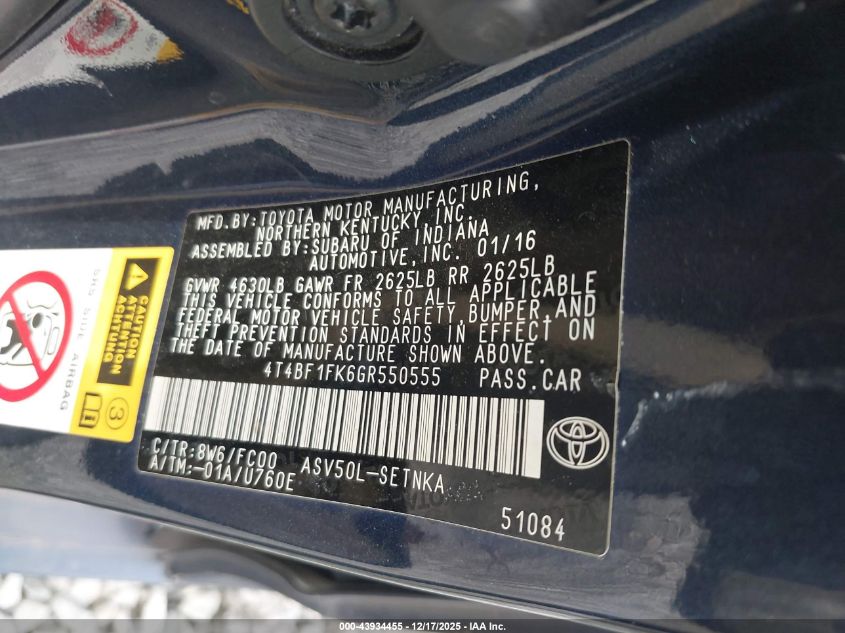 MFD.BY:TOYOTA MOTOR MANUFACTURING,
NORTHERN KENTUCKY, INC.
ASSEMBLED BY:SUBARU OF INDIANA
AUTOMOTIVE, INC. 01/16
GVWR 4630LB GAWR FR 2625LB RR 2625LB
THIS VEHICLE CONFORMS TO ALL APPLICABLE
FEDERAL MOTOR VEHICLE SAFETY,BUMPER,AND
THEFT PREVENTION STANDARDS IN EFFECT ON
THE DATE OF MANUFACTURE SHOWN ABOVE.
4T4BF1FK6GR550555 PASS.CAR
C/TR:8W6/FC00 ASV50L-SETNKA
A/TM:-01A/U760E
51084
CAUTION
ATTENTION
ACHTUNG
SRS SIDE AIRBAG
3
000-43934455 - 12/17/2025 - IAA Inc.